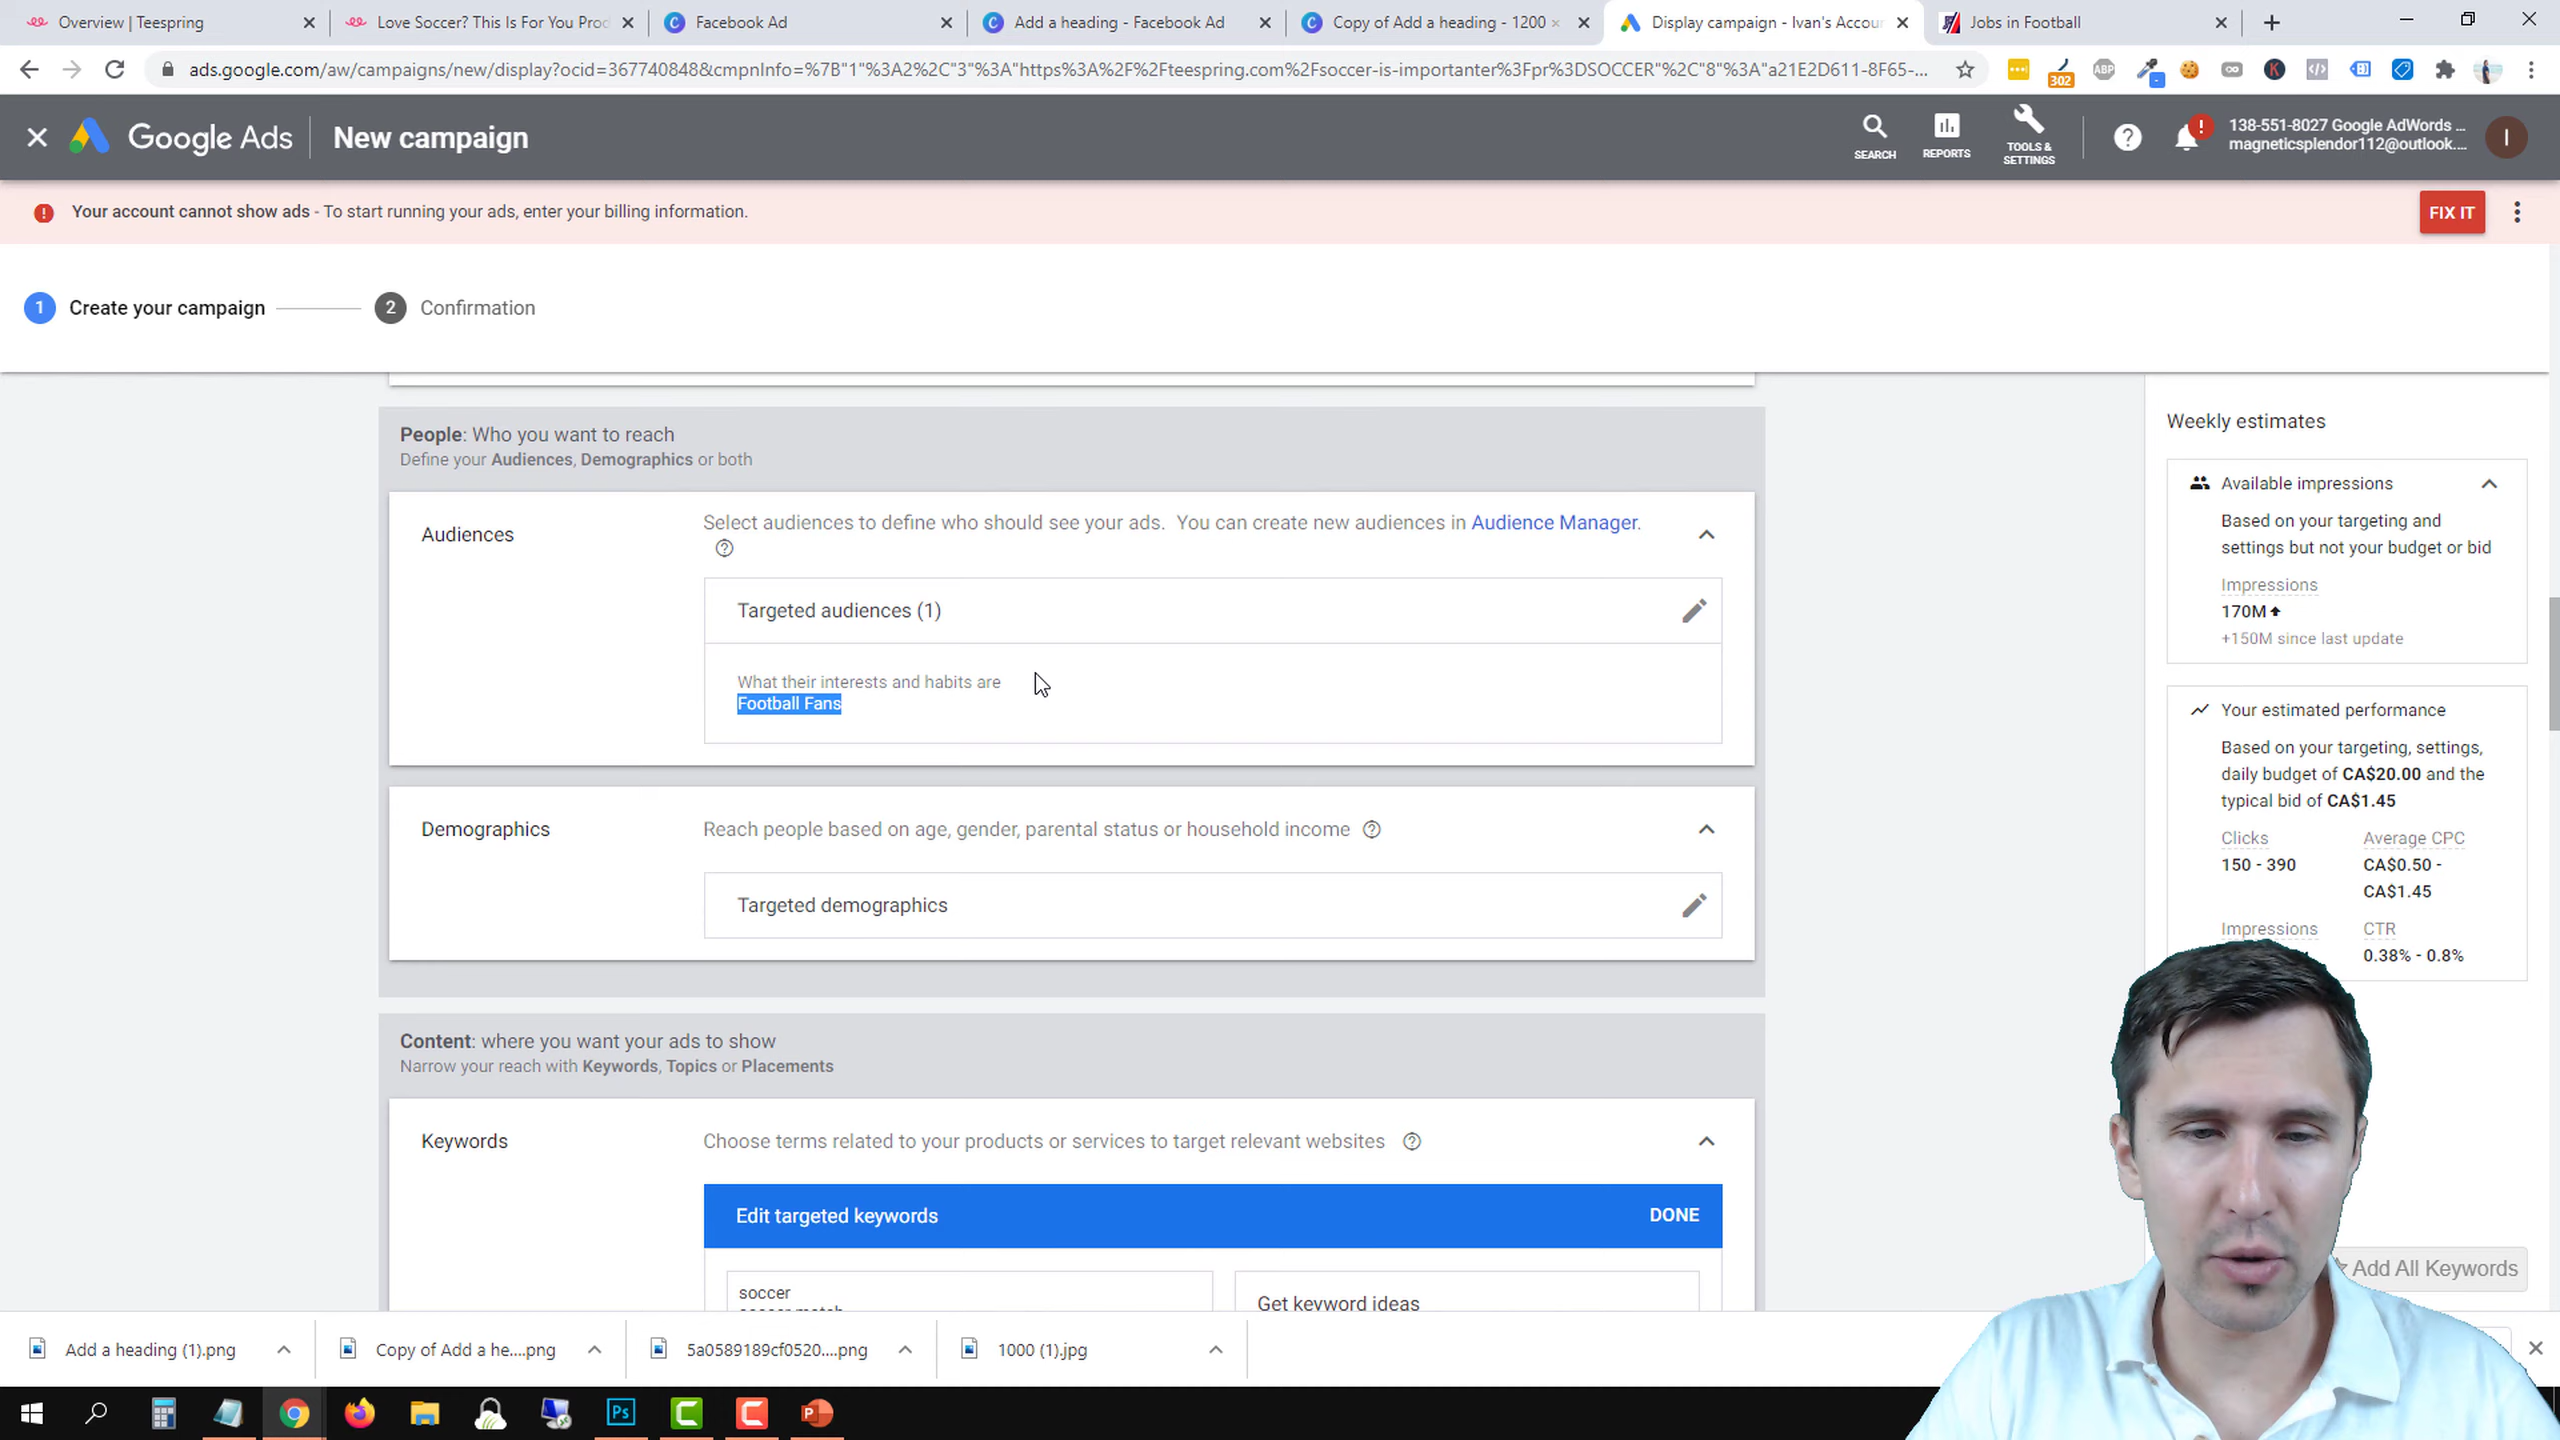 Overview | Teespring
Love Soccer? This Is For You Prod
Facebook Ad
Add a heading - Facebook Ad
Copy of Add a heading - 1200 ×
Display campaign - Ivan's Accou
Jobs in Football
ads.google.com/aw/campaigns/new/display?ocid=367740848&cmpnInfo=%7B"1"%3A2%2C"3"%3A"https%3A%2F%2Fteespring.com%2Fsoccer-is-importanter%3Fpr%3DSOCCER"%2C"8"%3A"a21E2D611-8F65-...
302
ABP
Google Ads
New campaign
SEARCH
REPORTS
TOOLS &
SETTINGS
138-551-8027 Google AdWords ...
magneticsplendor112@outlook....
I
Your account cannot show ads - To start running your ads, enter your billing information.
FIX IT
1 Create your campaign
2 Confirmation
People: Who you want to reach
Define your Audiences, Demographics or both
Audiences
Select audiences to define who should see your ads. You can create new audiences in Audience Manager.
Targeted audiences (1)
What their interests and habits are
Football Fans
Demographics
Reach people based on age, gender, parental status or household income
Targeted demographics
Content: where you want your ads to show
Narrow your reach with Keywords, Topics or Placements
Keywords
Choose terms related to your products or services to target relevant websites
Edit targeted keywords
DONE
soccer
soccer match
Get keyword ideas
Weekly estimates
Available impressions
Based on your targeting and
settings but not your budget or bid
Impressions
170M
+150M since last update
Your estimated performance
Based on your targeting, settings,
daily budget of CA$20.00 and the
typical bid of CA$1.45
Clicks
Average CPC
150 - 390
CA$0.50 -
CA$1.45
Impressions
CTR
0.38% - 0.8%
Add All Keywords
Add a heading (1).png
Copy of Add a he....png
5a0589189cf0520....png
1000 (1).jpg
Ps